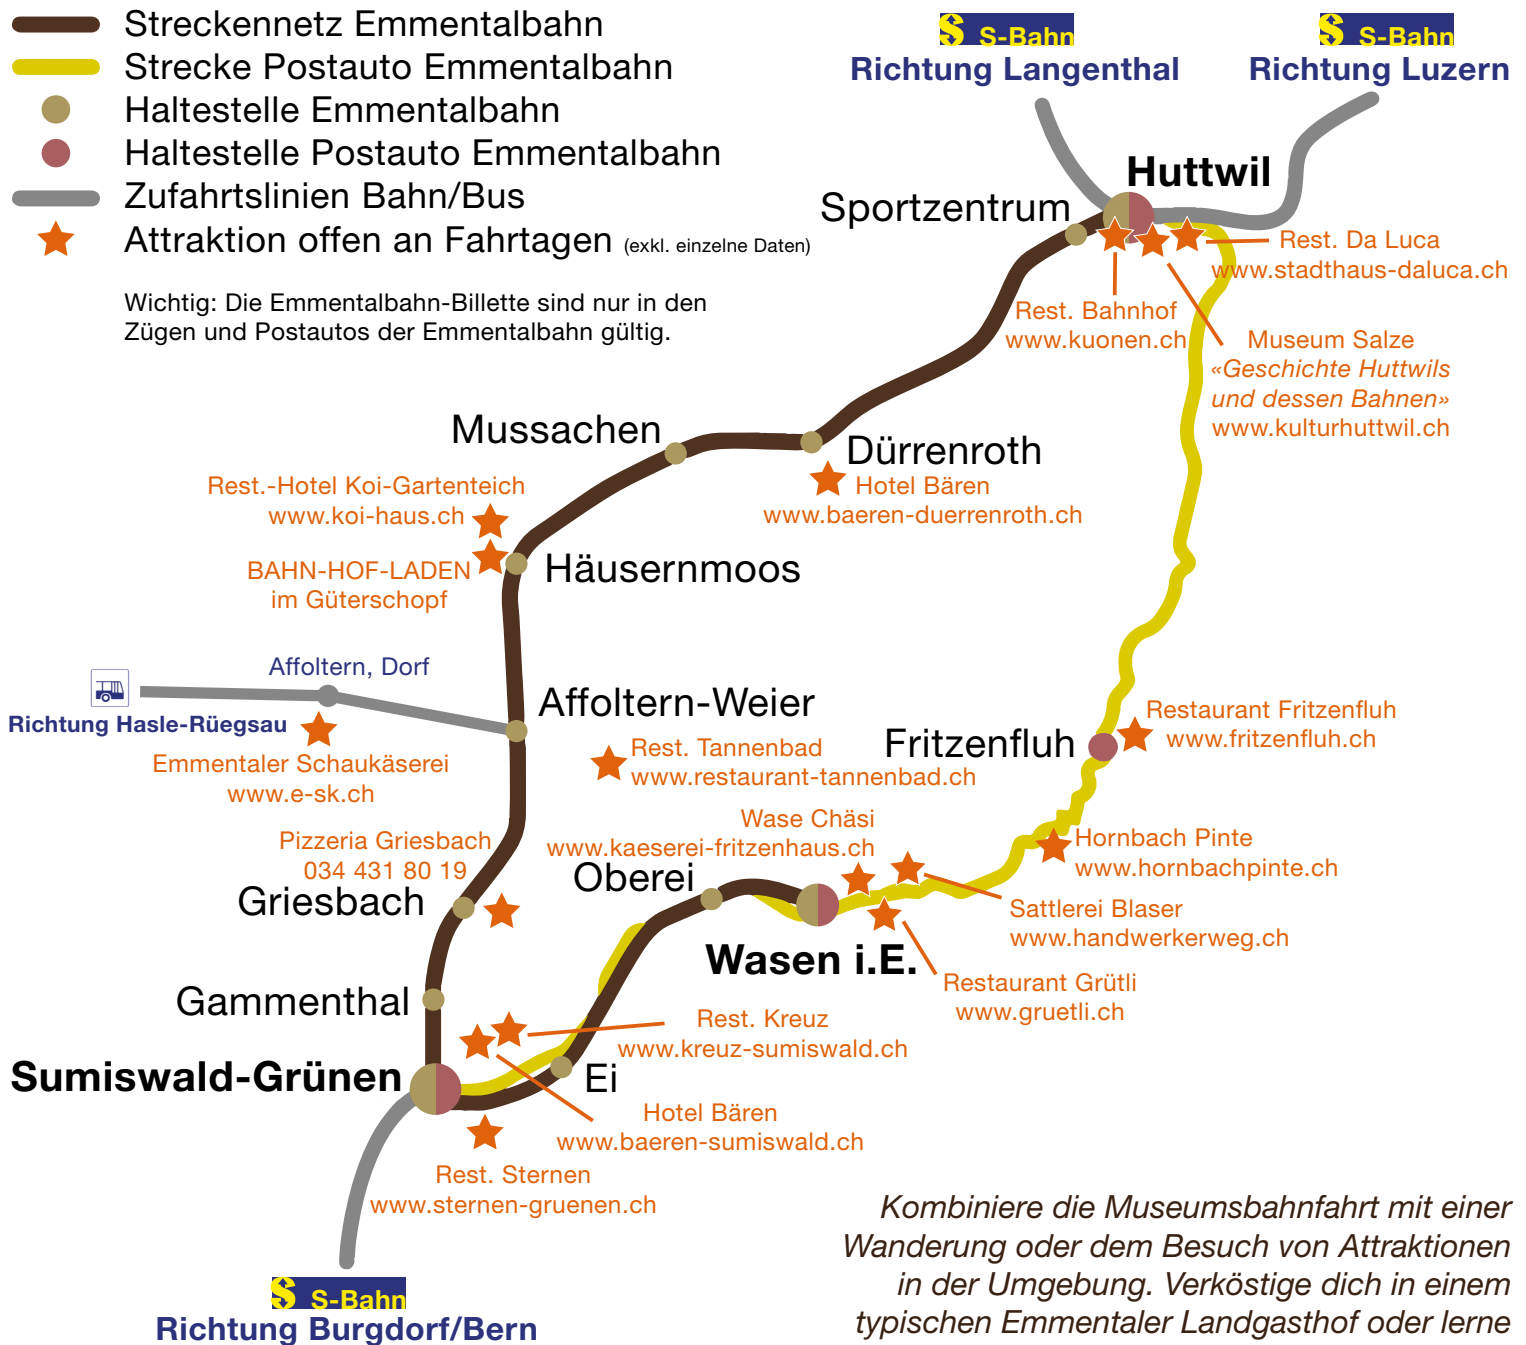 Streckennetz Emmentalbahn
Strecke Postauto Emmentalbahn
Haltestelle Emmentalbahn
Haltestelle Postauto Emmentalbahn
Zufahrtslinien Bahn/Bus
Attraktion offen an Fahrtagen (exkl. einzelne Daten)
Wichtig: Die Emmentalbahn-Billette sind nur in den
Zügen und Postautos der Emmentalbahn gültig.
S-Bahn
Richtung Langenthal
S-Bahn
Richtung Luzern
Huttwil
Sportzentrum
Rest. Da Luca
www.stadthaus-daluca.ch
Rest. Bahnhof
www.kuonen.ch
Museum Salze
«Geschichte Huttwils
und dessen Bahnen»
www.kulturhuttwil.ch
Mussachen
Dürrenroth
Hotel Bären
www.baeren-duerrenroth.ch
Rest.-Hotel Koi-Gartenteich
www.koi-haus.ch
BAHN-HOF-LADEN
im Güterschopf
Häusernmoos
Affoltern, Dorf
Richtung Hasle-Rüegsau
Emmentaler Schaukäserei
www.e-sk.ch
Affoltern-Weier
Rest. Tannenbad
www.restaurant-tannenbad.ch
Fritzenfluh
Restaurant Fritzenfluh
www.fritzenfluh.ch
Pizzeria Griesbach
034 431 80 19
Griesbach
Wase Chäsi
www.kaeserei-fritzenhaus.ch
Hornbach Pinte
www.hornbachpinte.ch
Oberei
Sattlerei Blaser
www.handwerkerweg.ch
Wasen i.E.
Restaurant Grütli
www.gruetli.ch
Gammenthal
Rest. Kreuz
www.kreuz-sumiswald.ch
Sumiswald-Grünen
Ei
Hotel Bären
www.baeren-sumiswald.ch
Rest. Sternen
www.sternen-gruenen.ch
S-Bahn
Richtung Burgdorf/Bern
Kombiniere die Museumsbahnfahrt mit einer
Wanderung oder dem Besuch von Attraktionen
in der Umgebung. Verköstige dich in einem
typischen Emmentaler Landgasthof oder lerne